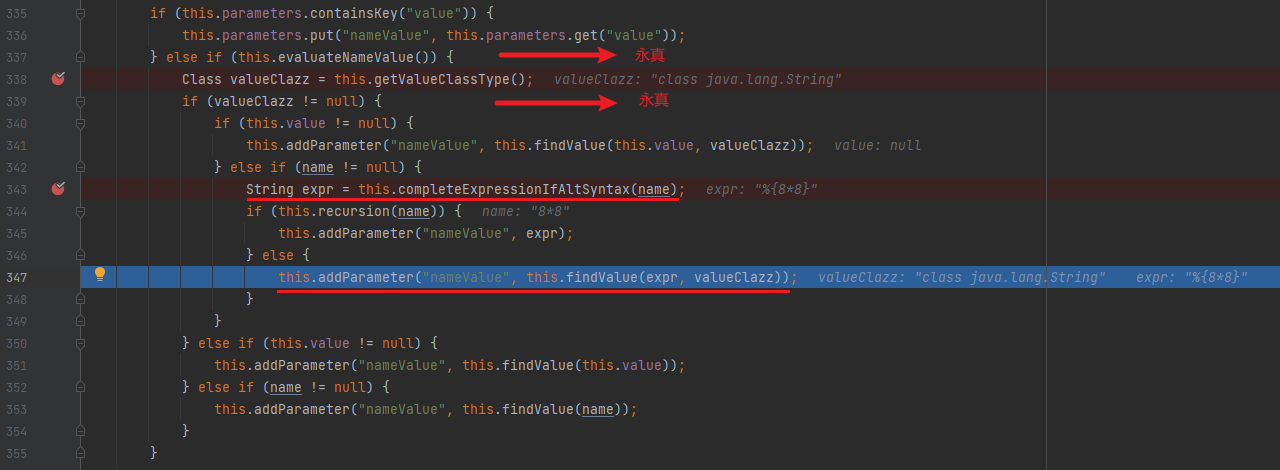 335 if (this.parameters.containsKey("value")) {
336 this.parameters.put("nameValue", this.parameters.get("value"));
337 } else if (this.evaluateNameValue()) { 永真
338 Class valueClazz = this.getValueClassType(); valueClazz: "class java.lang.String"
339 if (valueClazz != null) { 永真
340 if (this.value != null) {
341 this.addParameter("nameValue", this.findValue(this.value, valueClazz)); value: null
342 } else if (name != null) {
343 String expr = this.completeExpressionIfAltSyntax(name); expr: "%{8*8}"
344 if (this.recursion(name)) { name: "8*8"
345 this.addParameter("nameValue", expr);
346 } else {
347 this.addParameter("nameValue", this.findValue(expr, valueClazz)); valueClazz: "class java.lang.String" expr: "%{8*8}"
348 }
349 }
350 } else if (this.value != null) {
351 this.addParameter("nameValue", this.findValue(this.value));
352 } else if (name != null) {
353 this.addParameter("nameValue", this.findValue(name));
354 }
355 }